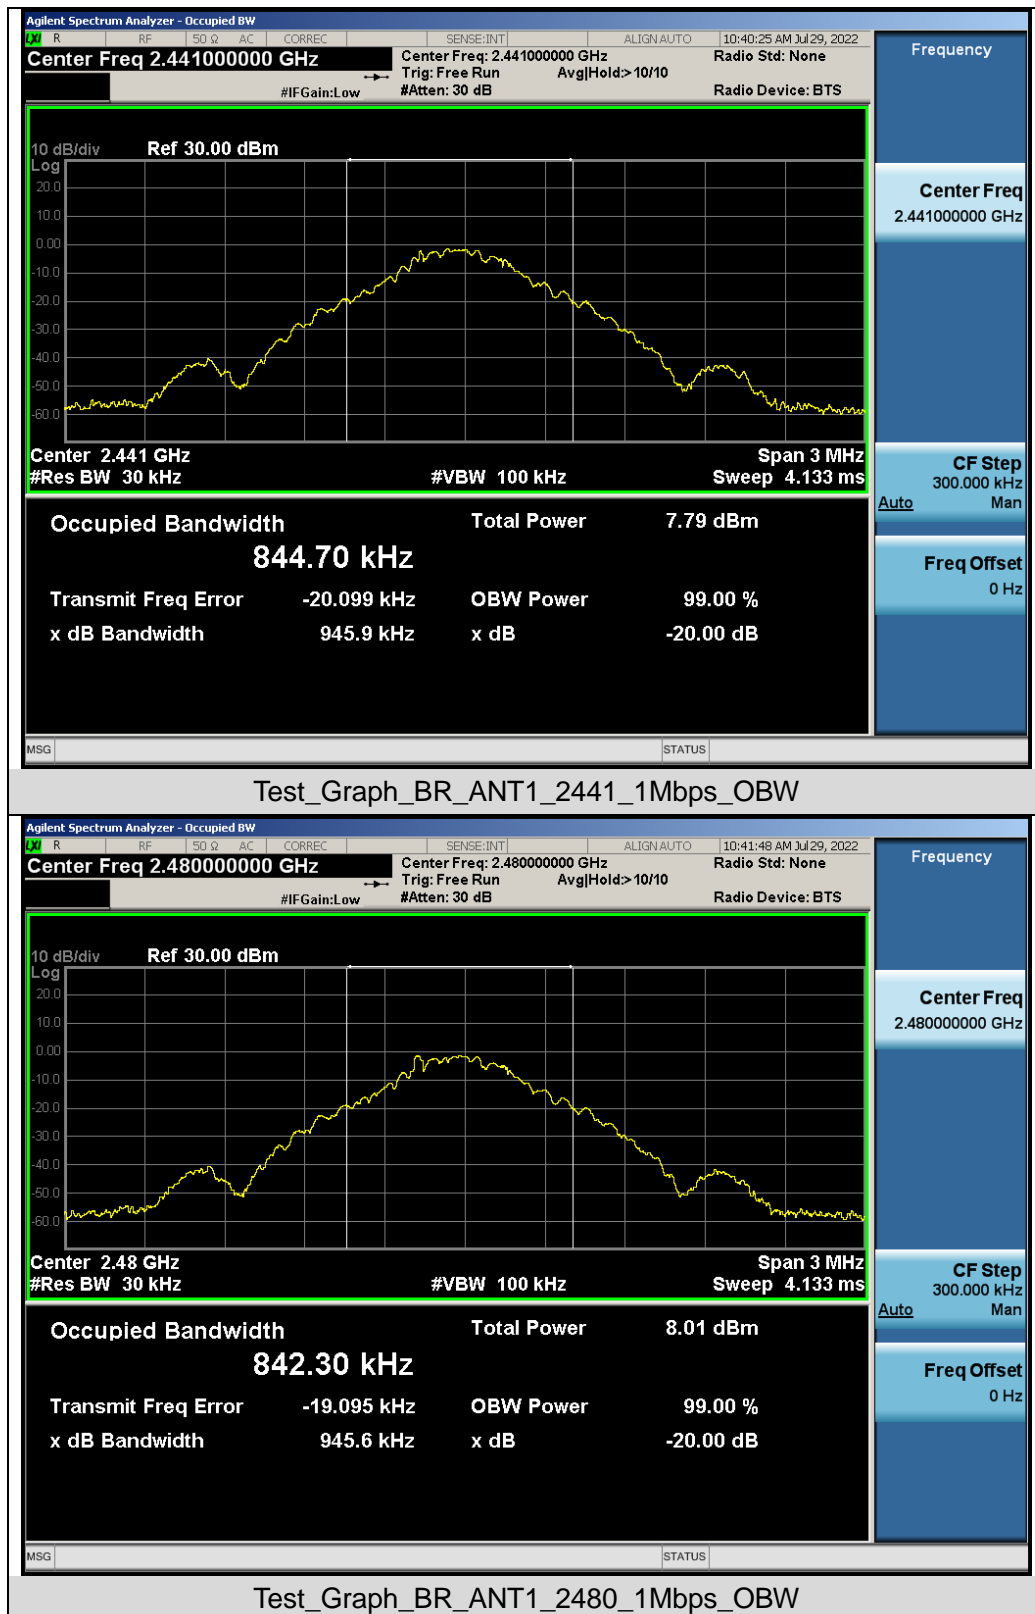 Agilent Spectrum Analyzer - Occupied BW
LXI R RF 50 Ω AC CORREC SENSE:INT ALIGN AUTO 10:40:25 AM Jul 29, 2022
Center Freq 2.441000000 GHz Center Freq: 2.441000000 GHz Radio Std: None Frequency
Trig: Free Run Avg|Hold:> 10/10
#IFGain:Low #Atten: 30 dB Radio Device: BTS
10 dB/div Ref 30.00 dBm
Log
20.0
Center Freq
10.0
2.441000000 GHz
0.00
-10.0
-20.0
-30.0
-40.0
-50.0
-60.0
Center 2.441 GHz Span 3 MHz
#Res BW 30 kHz #VBW 100 kHz Sweep 4.133 ms
CF Step
300.000 kHz
Auto Man
Occupied Bandwidth Total Power 7.79 dBm
844.70 kHz
Freq Offset
0 Hz
Transmit Freq Error -20.099 kHz OBW Power 99.00 %
x dB Bandwidth 945.9 kHz x dB -20.00 dB
MSG STATUS
Test_Graph_BR_ANT1_2441_1Mbps_OBW
Agilent Spectrum Analyzer - Occupied BW
LXI R RF 50 Ω AC CORREC SENSE:INT ALIGN AUTO 10:41:48 AM Jul 29, 2022
Center Freq 2.480000000 GHz Center Freq: 2.480000000 GHz Radio Std: None Frequency
Trig: Free Run Avg|Hold:> 10/10
#IFGain:Low #Atten: 30 dB Radio Device: BTS
10 dB/div Ref 30.00 dBm
Log
20.0
Center Freq
10.0
2.480000000 GHz
0.00
-10.0
-20.0
-30.0
-40.0
-50.0
-60.0
Center 2.48 GHz Span 3 MHz
#Res BW 30 kHz #VBW 100 kHz Sweep 4.133 ms
CF Step
300.000 kHz
Auto Man
Occupied Bandwidth Total Power 8.01 dBm
842.30 kHz
Freq Offset
0 Hz
Transmit Freq Error -19.095 kHz OBW Power 99.00 %
x dB Bandwidth 945.6 kHz x dB -20.00 dB
MSG STATUS
Test_Graph_BR_ANT1_2480_1Mbps_OBW